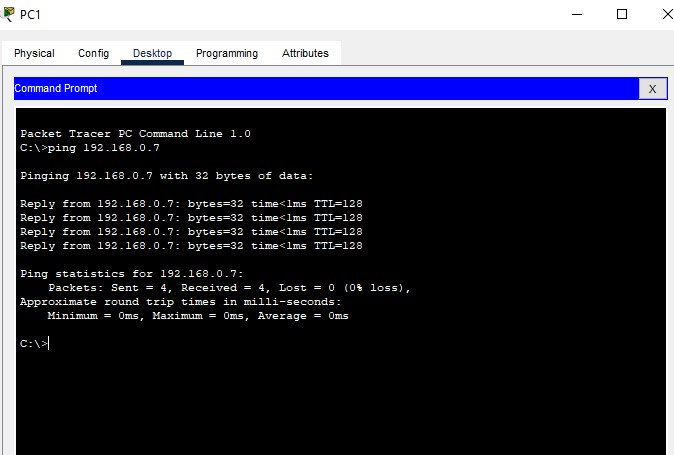 PC1
Physical Config Desktop Programming Attributes
Command Prompt X
Packet Tracer PC Command Line 1.0
C:\>ping 192.168.0.7
Pinging 192.168.0.7 with 32 bytes of data:
Reply from 192.168.0.7: bytes=32 time<1ms TTL=128
Reply from 192.168.0.7: bytes=32 time<1ms TTL=128
Reply from 192.168.0.7: bytes=32 time<1ms TTL=128
Reply from 192.168.0.7: bytes=32 time<1ms TTL=128
Ping statistics for 192.168.0.7:
    Packets: Sent = 4, Received = 4, Lost = 0 (0% loss),
Approximate round trip times in milli-seconds:
    Minimum = 0ms, Maximum = 0ms, Average = 0ms
C:\>